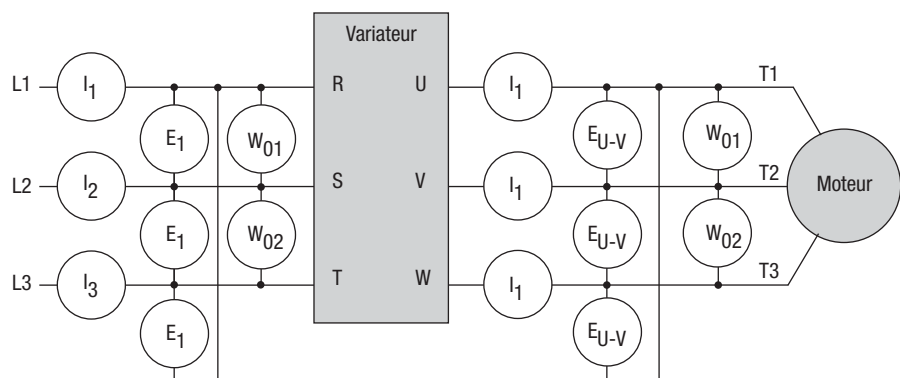 Variateur
L1 I1 R U I1 T1
E1 W01 EU-V W01
L2 I2 S V I1 T2 Moteur
E1 W02 EU-V W02
L3 I3 T W I1 T3
E1 EU-V